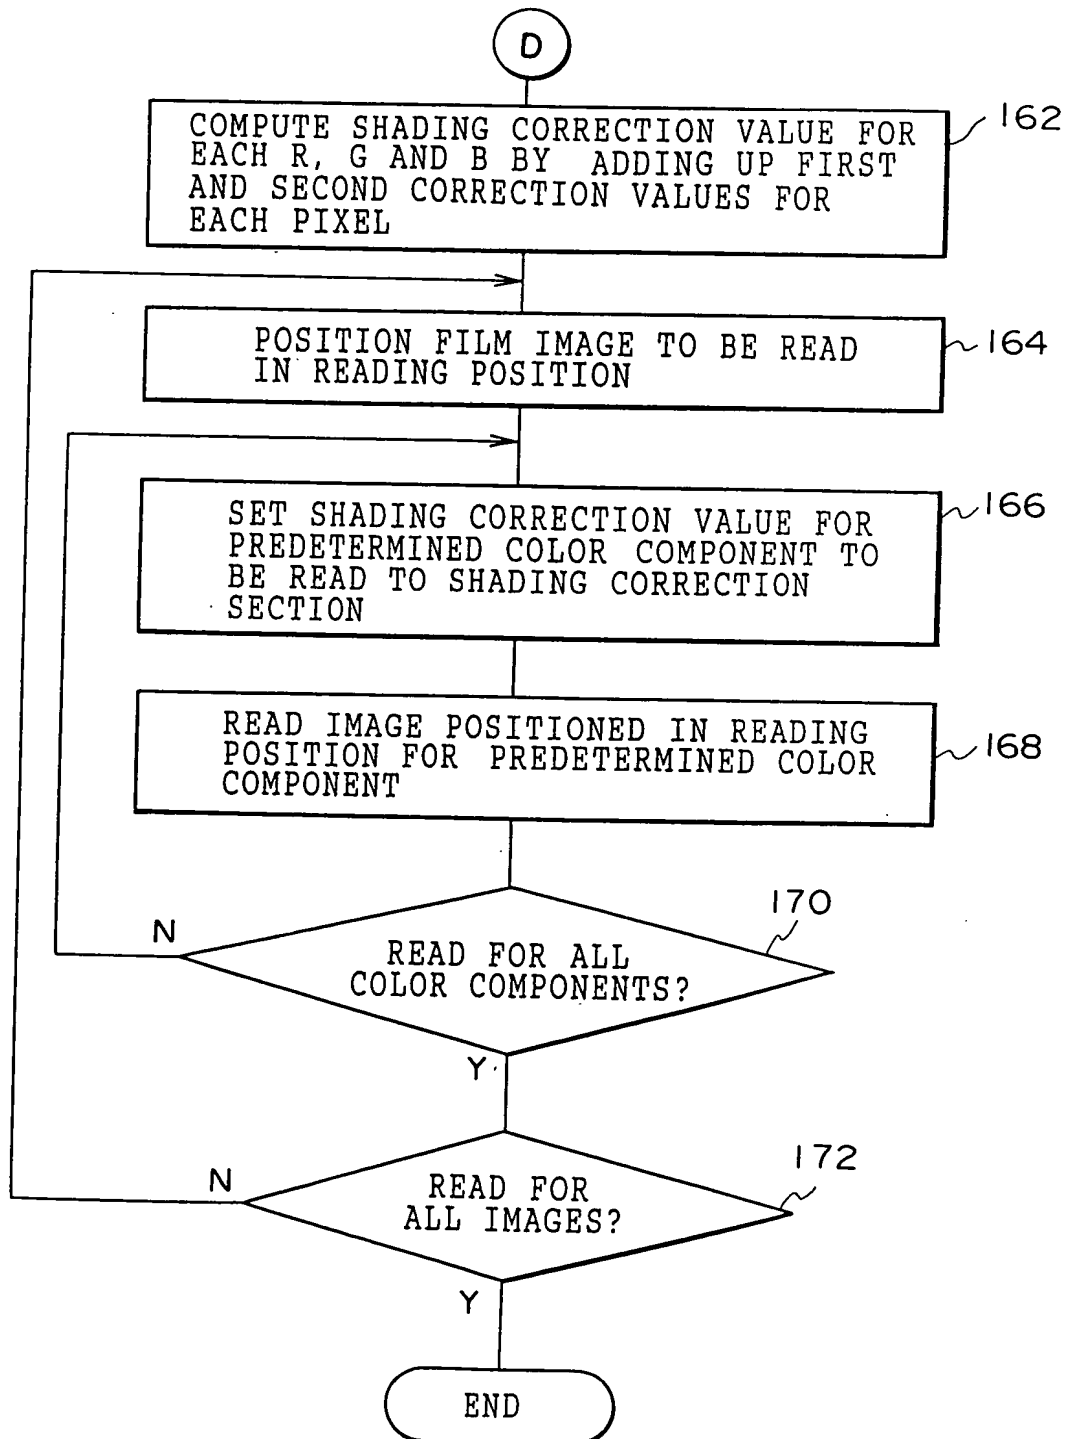 D
COMPUTE SHADING CORRECTION VALUE FOR
EACH R, G AND B BY ADDING UP FIRST
AND SECOND CORRECTION VALUES FOR
EACH PIXEL
162
POSITION FILM IMAGE TO BE READ
IN READING POSITION
164
SET SHADING CORRECTION VALUE FOR
PREDETERMINED COLOR COMPONENT TO
BE READ TO SHADING CORRECTION
SECTION
166
READ IMAGE POSITIONED IN READING
POSITION FOR PREDETERMINED COLOR
COMPONENT
168
170
N
READ FOR ALL
COLOR COMPONENTS?
Y
172
N
READ FOR
ALL IMAGES?
Y
END